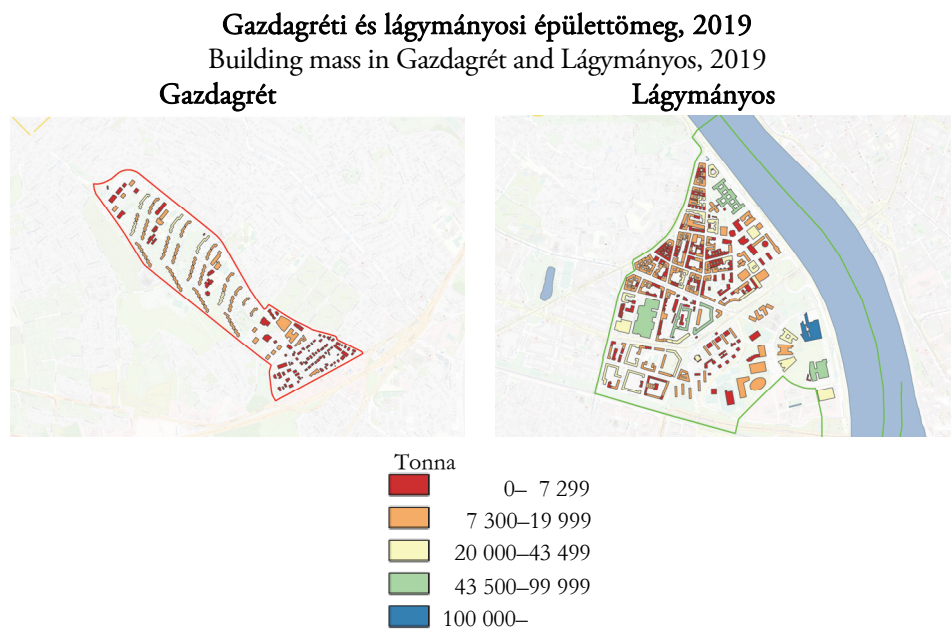 Gazdagréti és lágymányosi épülettömeg, 2019
Building mass in Gazdagrét and Lágymányos, 2019
Gazdagrét
Lágymányos
Tonna
0– 7 299
7 300–19 999
20 000–43 499
43 500–99 999
100 000–